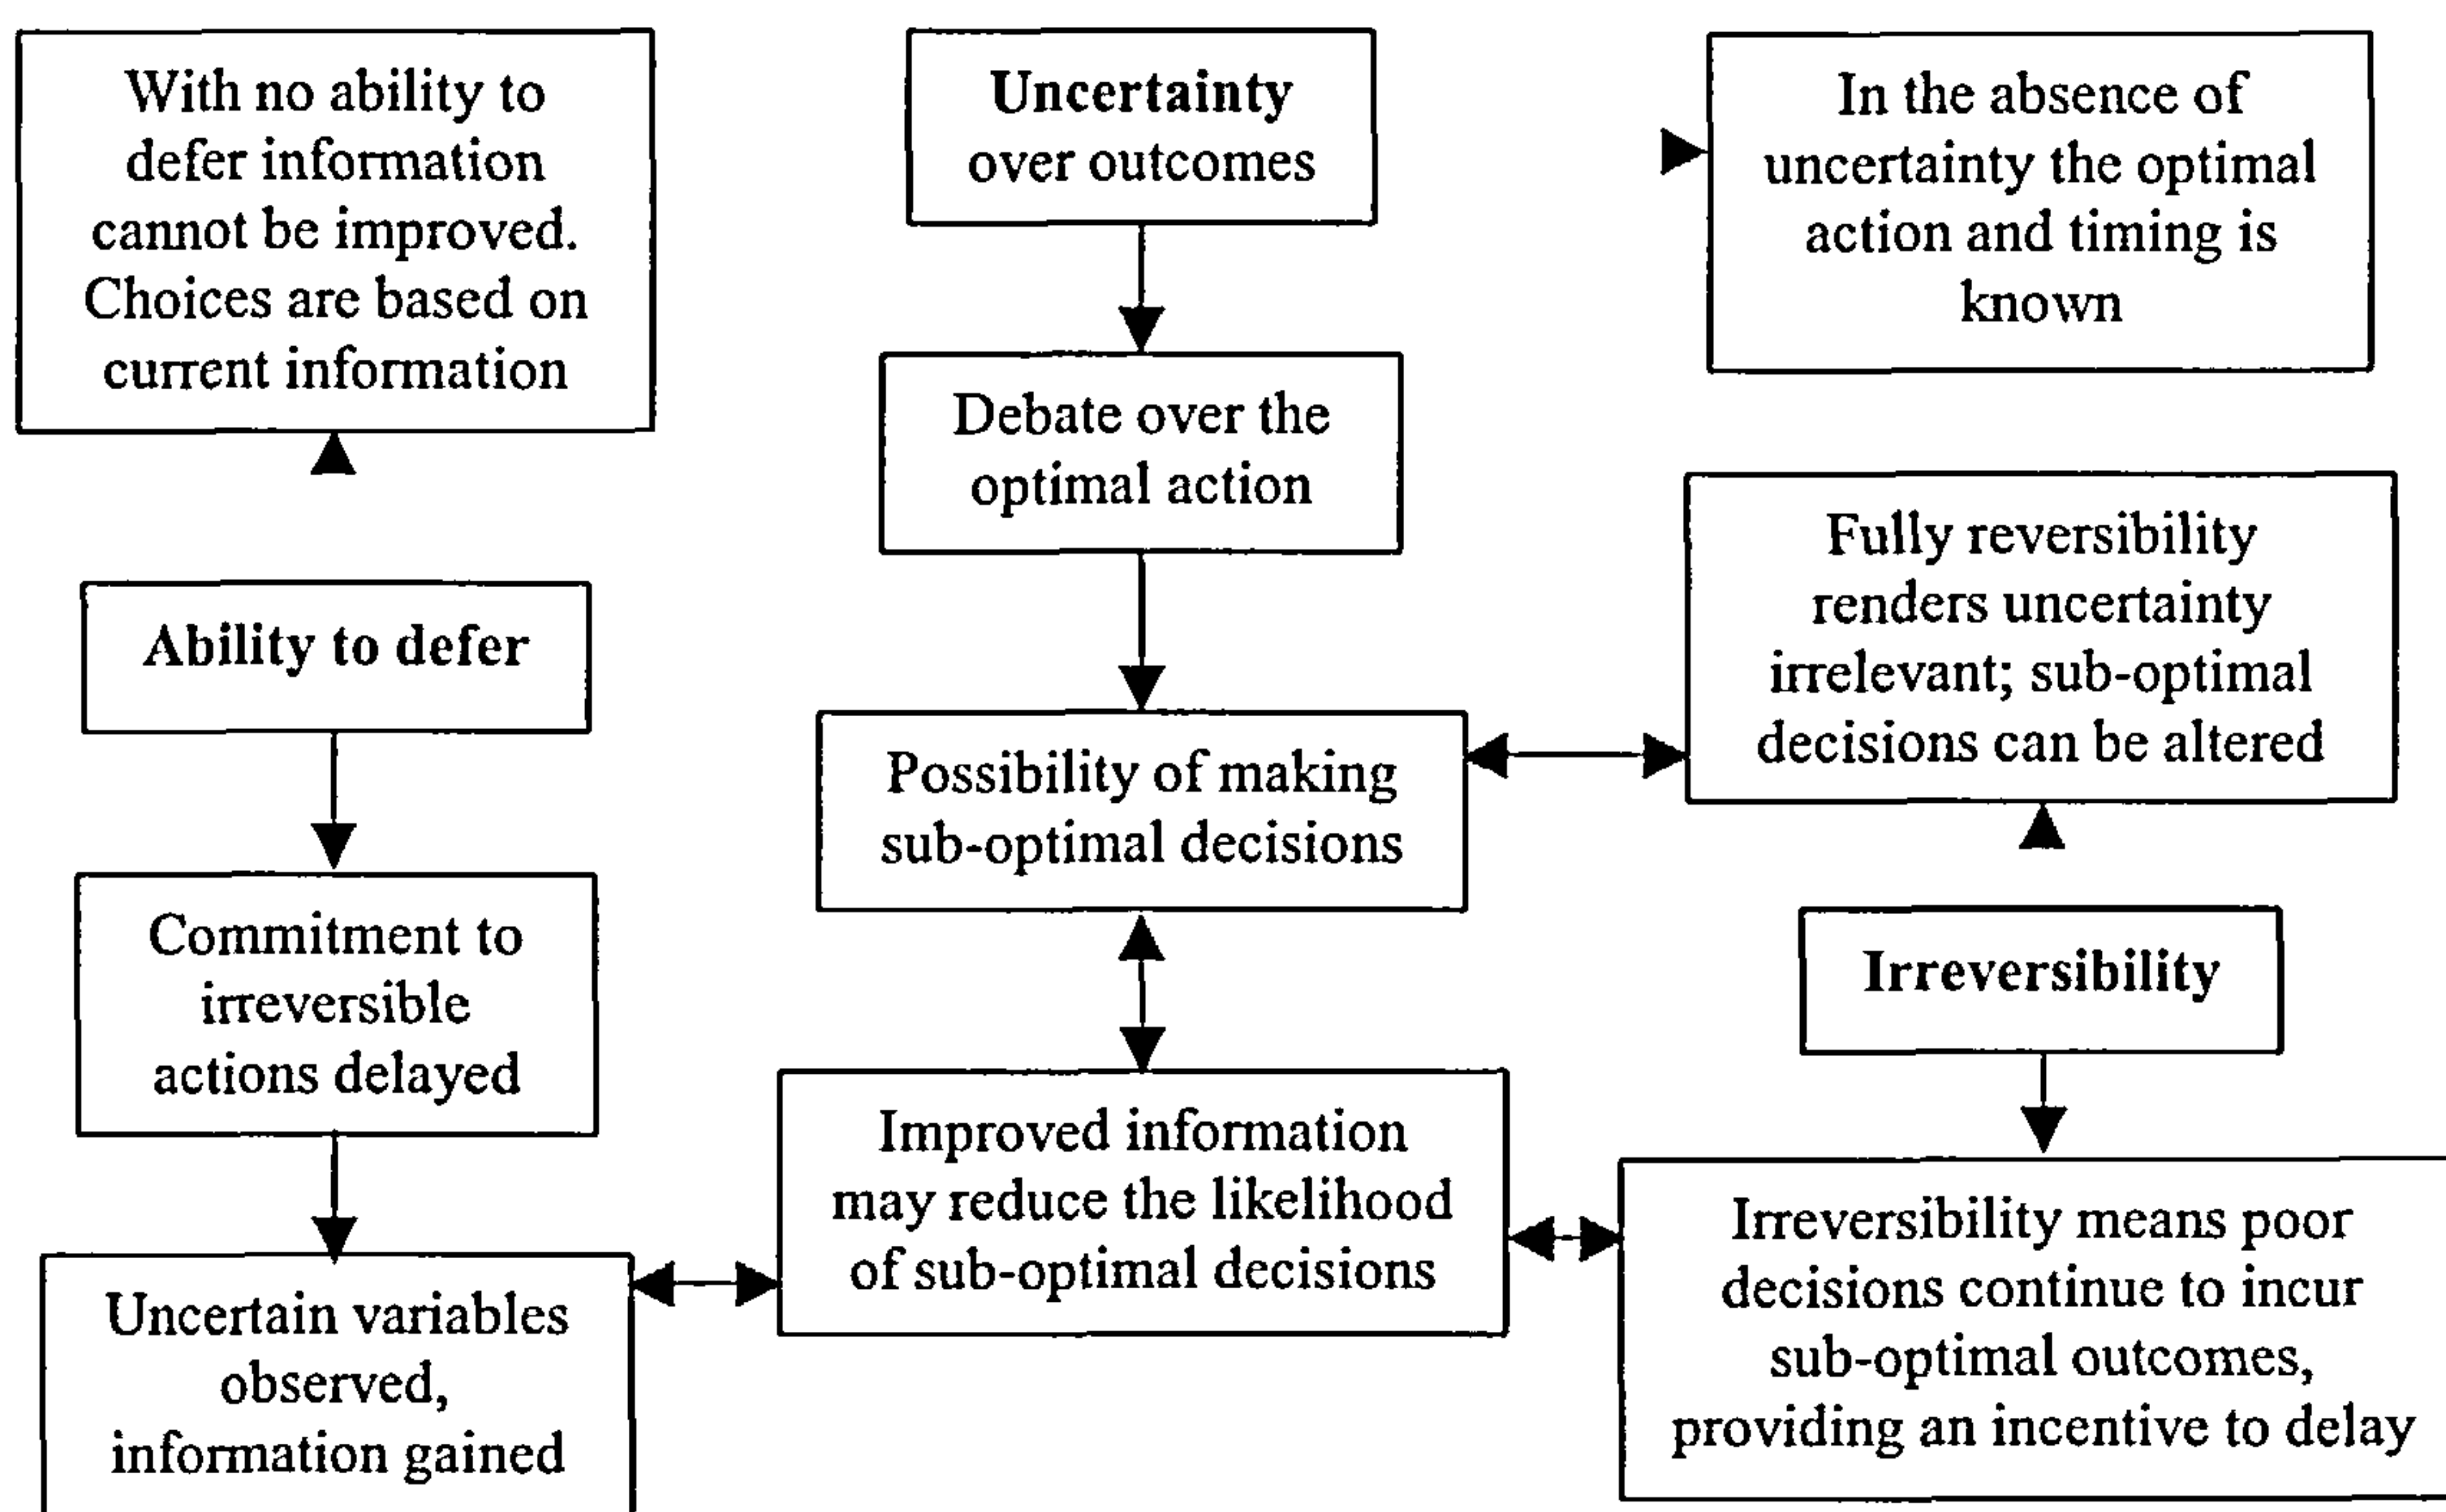 With no ability to
defer information
cannot be improved.
Choices are based on
current information
Uncertainty
over outcomes
In the absence of
uncertainty the optimal
action and timing is
known
Debate over the
optimal action
Fully reversibility
renders uncertainty
irrelevant; sub-optimal
decisions can be altered
Ability to defer
Possibility of making
sub-optimal decisions
Commitment to
irreversible
actions delayed
Irreversibility
Improved information
may reduce the likelihood
of sub-optimal decisions
Uncertain variables
observed,
information gained
Irreversibility means poor
decisions continue to incur
sub-optimal outcomes,
providing an incentive to delay